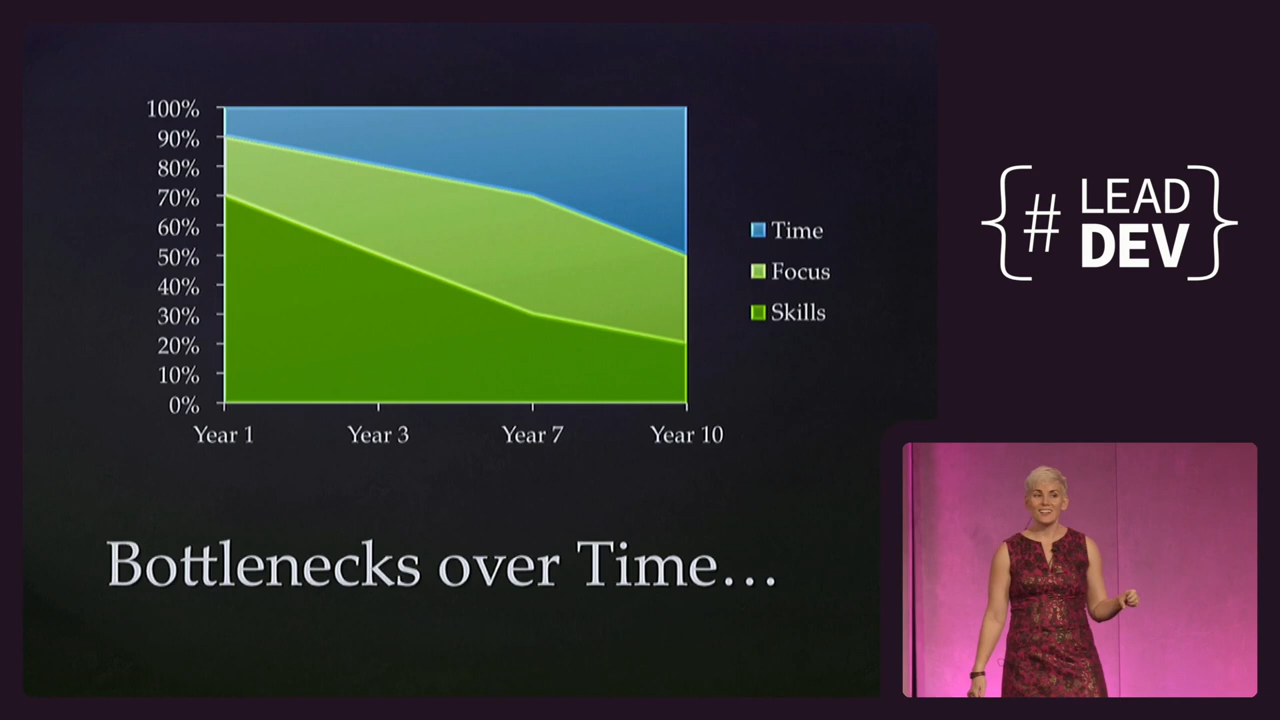 100%
90%
80%
70%
60%
50%
40%
30%
20%
10%
0%
Year 1
Year 3
Year 7
Year 10
Time
Focus
Skills
Bottlenecks over Time...
{# LEAD
DEV}